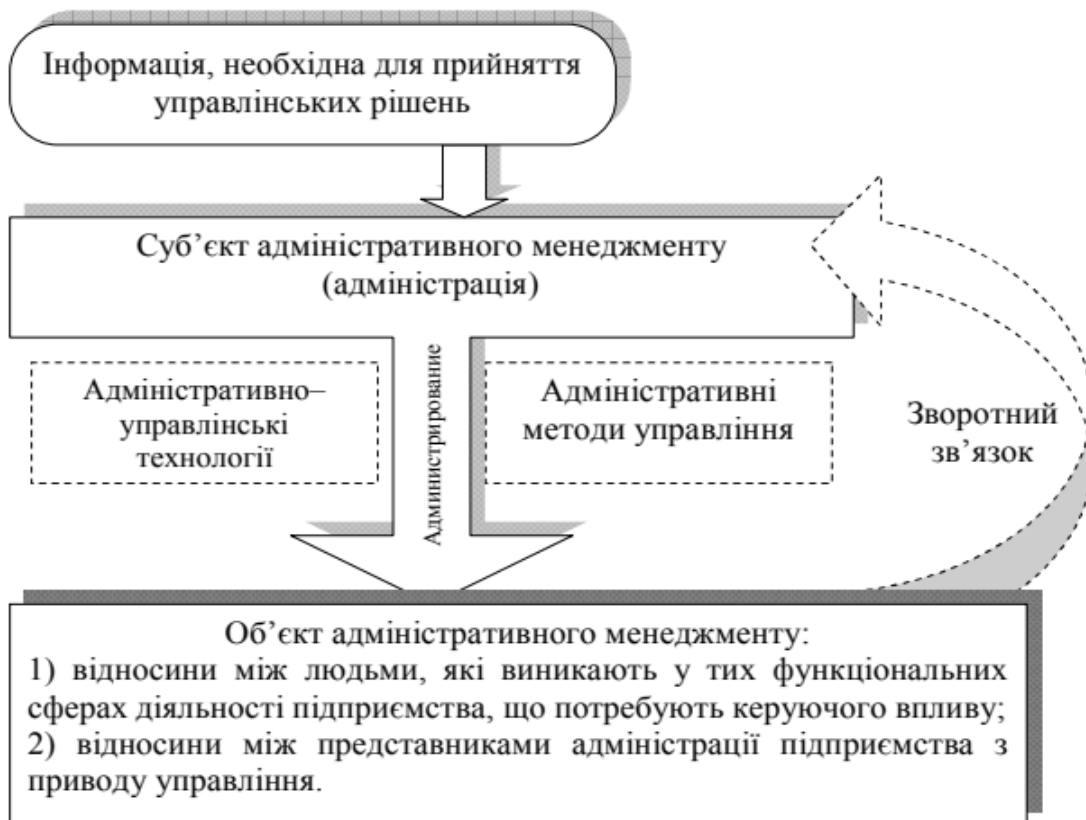 Інформація, необхідна для прийняття
управлінських рішень
Суб’єкт адміністративного менеджменту
(адміністрація)
Адміністративно–
управлінські
технології
Администрирование
Адміністративні
методи управління
Зворотний
зв’язок
Об’єкт адміністративного менеджменту:
1) відносини між людьми, які виникають у тих функціональних
сферах діяльності підприємства, що потребують керуючого впливу;
2) відносини між представниками адміністрації підприємства з
приводу управління.